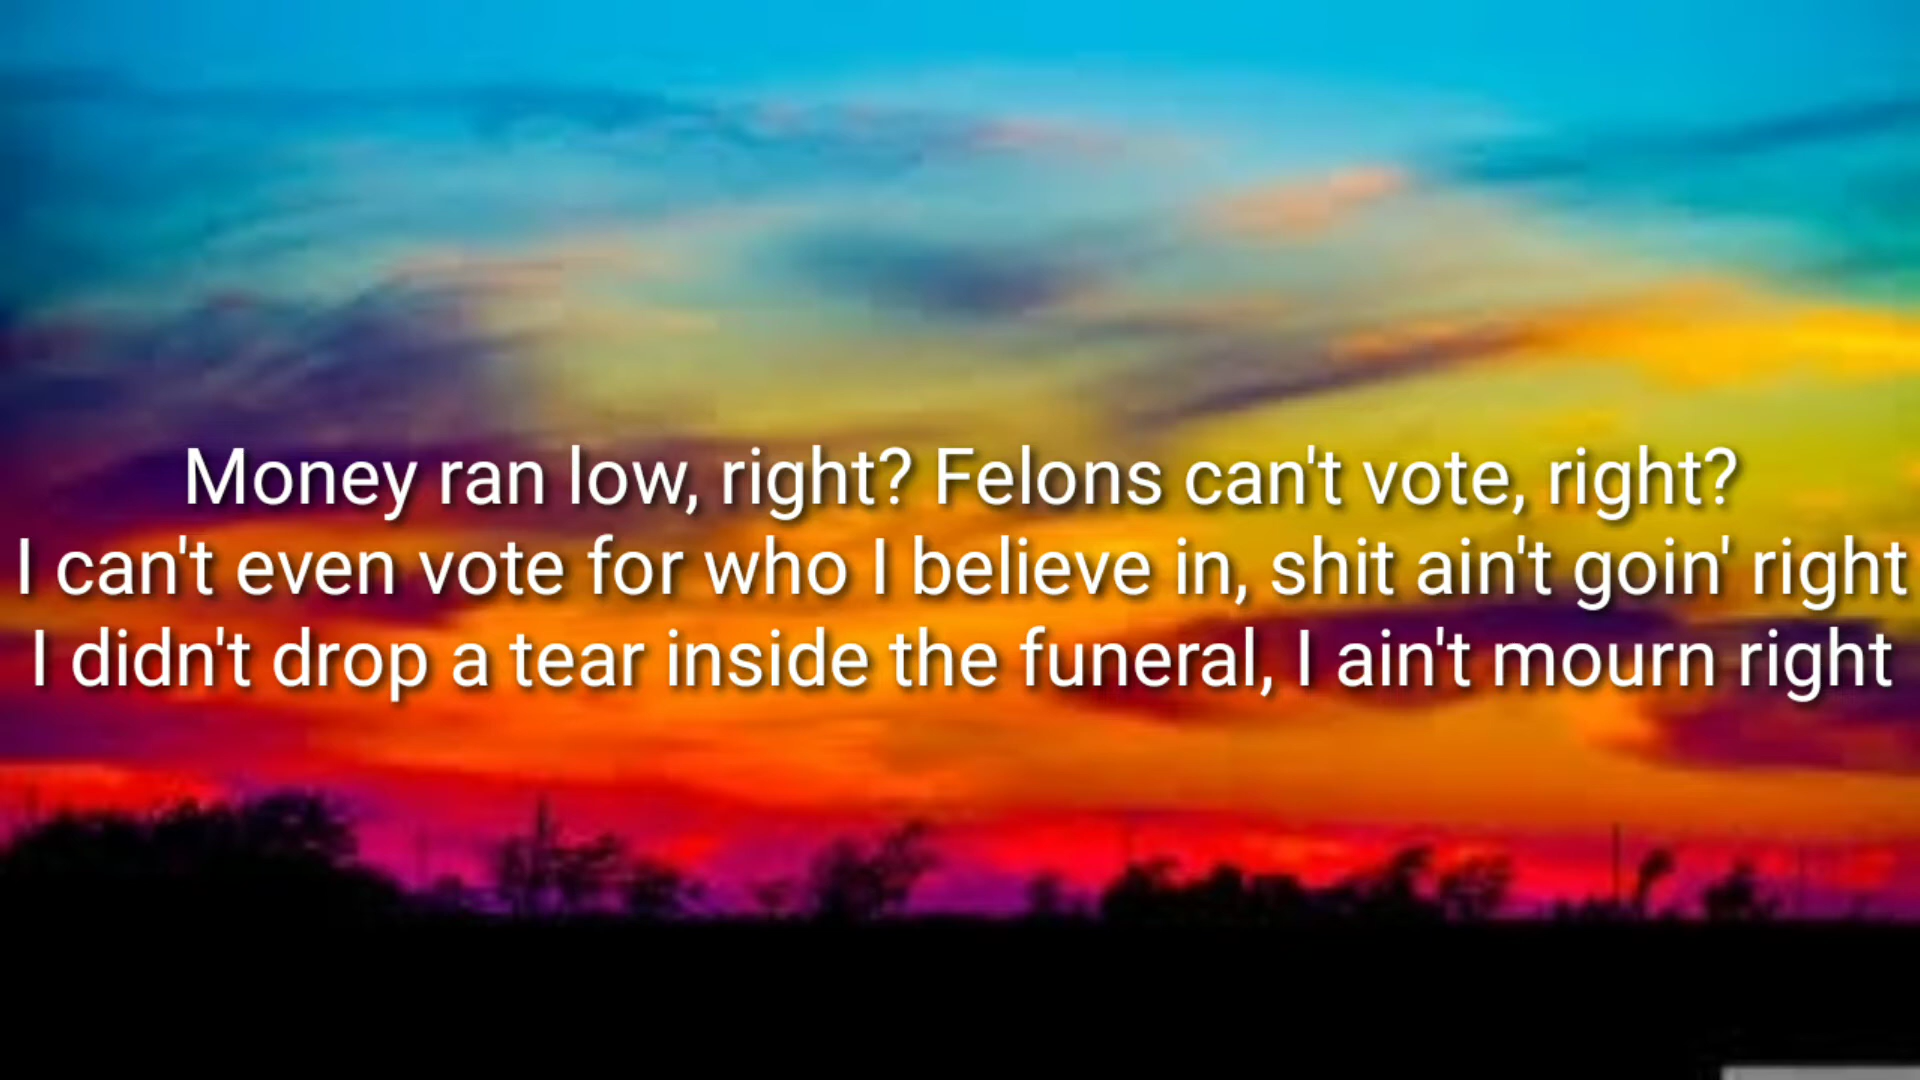 Money ran low, right? Felons can't vote, right?
I can't even vote for who I believe in, shit ain't goin' right
I didn't drop a tear inside the funeral, I ain't mourn right